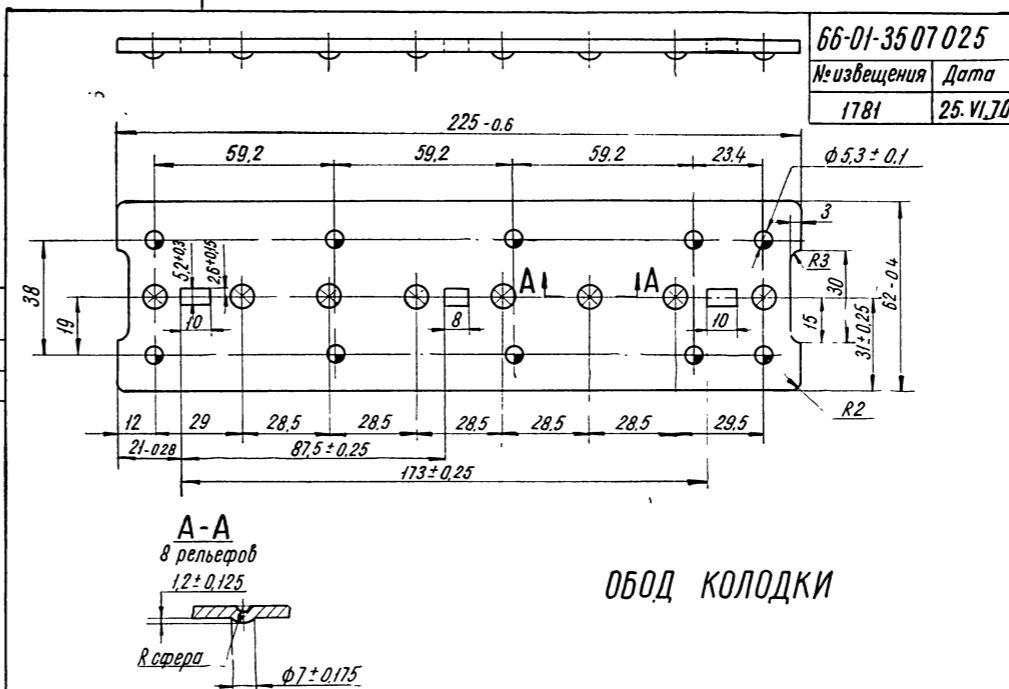 66-01-3507025
№ извещения Дата
1781 25.VI.70
225 -0.6
59,2 59,2 59,2 23.4 ϕ 5,3 ± 0.1
3
38
19
5,2+0,3
2,6+0,15
10
8
А А
10
R3
30
15
62 -0.4
31 ± 0,25
R2
12 29 28,5 28.5 28.5 28.5 28.5 29.5
21-028 87,5 ± 0,25
173 ± 0,25
А-А
8 рельефов
1,2 ± 0,125
R сфера
ϕ7 ± 0,175
ОБОД КОЛОДКИ